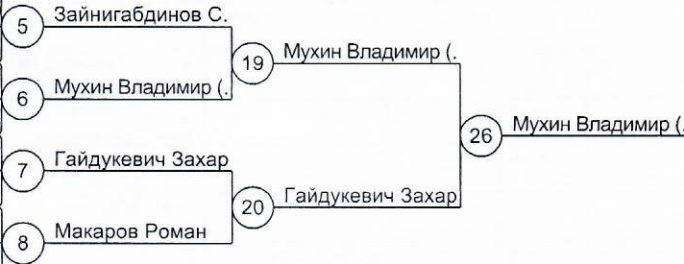 5 Зайнигабдинов С.
19 Мухин Владимир (.
6 Мухин Владимир (.
26 Мухин Владимир (.
7 Гайдукевич Захар
20 Гайдукевич Захар
8 Макаров Роман